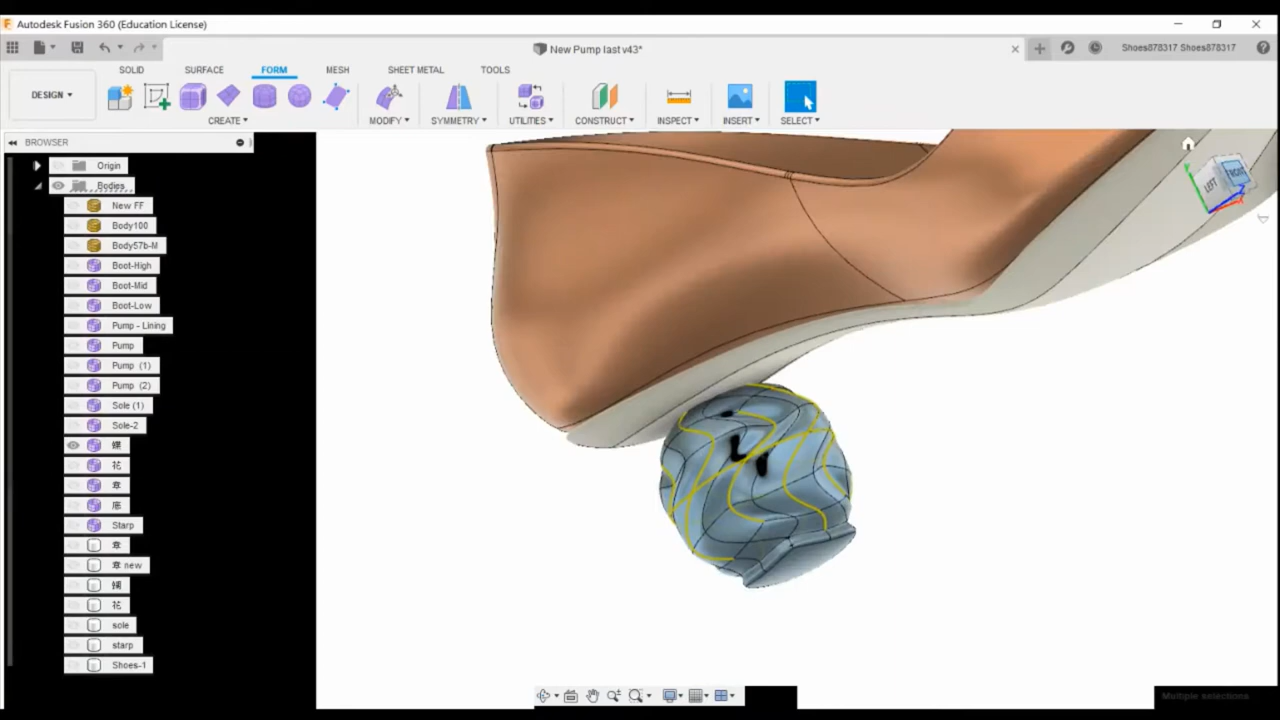 Autodesk Fusion 360 (Education License)
New Pump last v43*
Shoes878317 Shoes878317
SOLID SURFACE FORM MESH SHEET METAL TOOLS
DESIGN
CREATE MODIFY SYMMETRY UTILITIES CONSTRUCT INSPECT INSERT SELECT
BROWSER
Origin
Bodies
New FF
Body100
Body57b-M
Boot-High
Boot-Mid
Boot-Low
Pump - Lining
Pump
Pump (1)
Pump (2)
Sole (1)
Sole-2
花
Starp
new
花
sole
starp
Shoes-1
LEFT
FRONT
Y
Z
X
Multiple selections